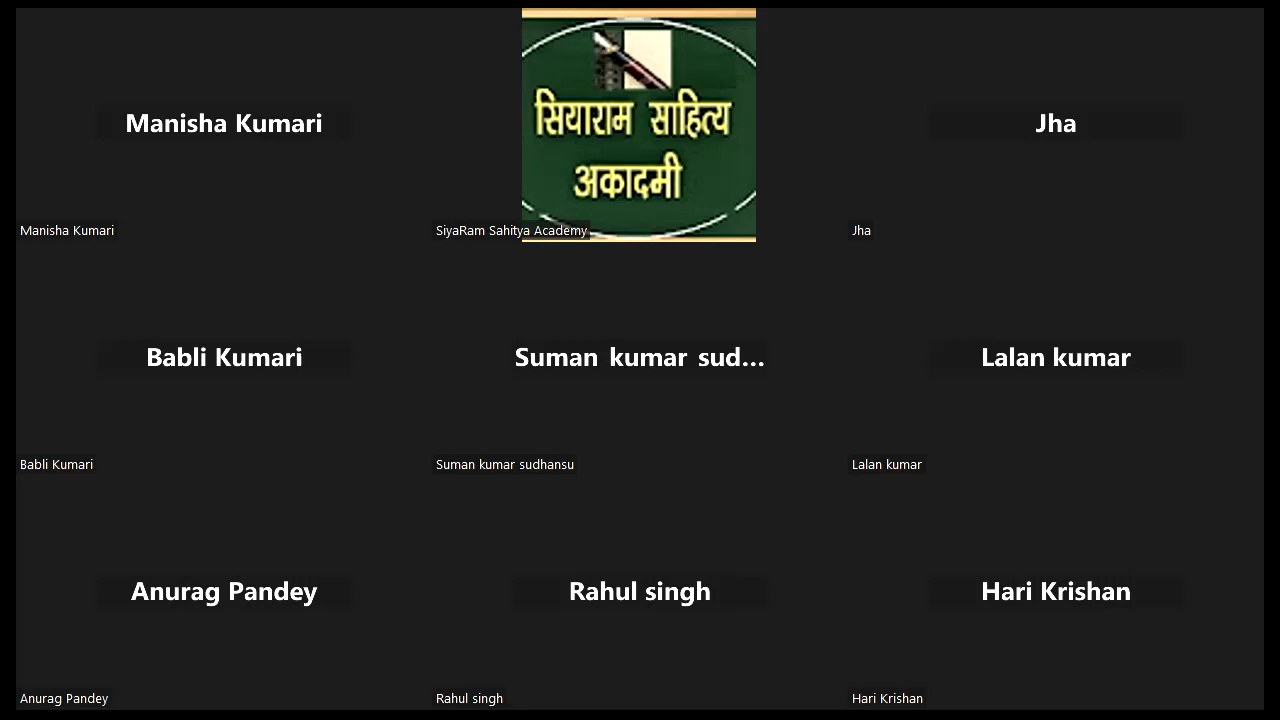 Manisha Kumari
सियाराम साहित्य
अकादमी
Jha
Manisha Kumari
SiyaRam Sahitya Academy
Jha
Babli Kumari
Suman kumar sud...
Lalan kumar
Babli Kumari
Suman kumar sudhansu
Lalan kumar
Anurag Pandey
Rahul singh
Hari Krishan
Anurag Pandey
Rahul singh
Hari Krishan